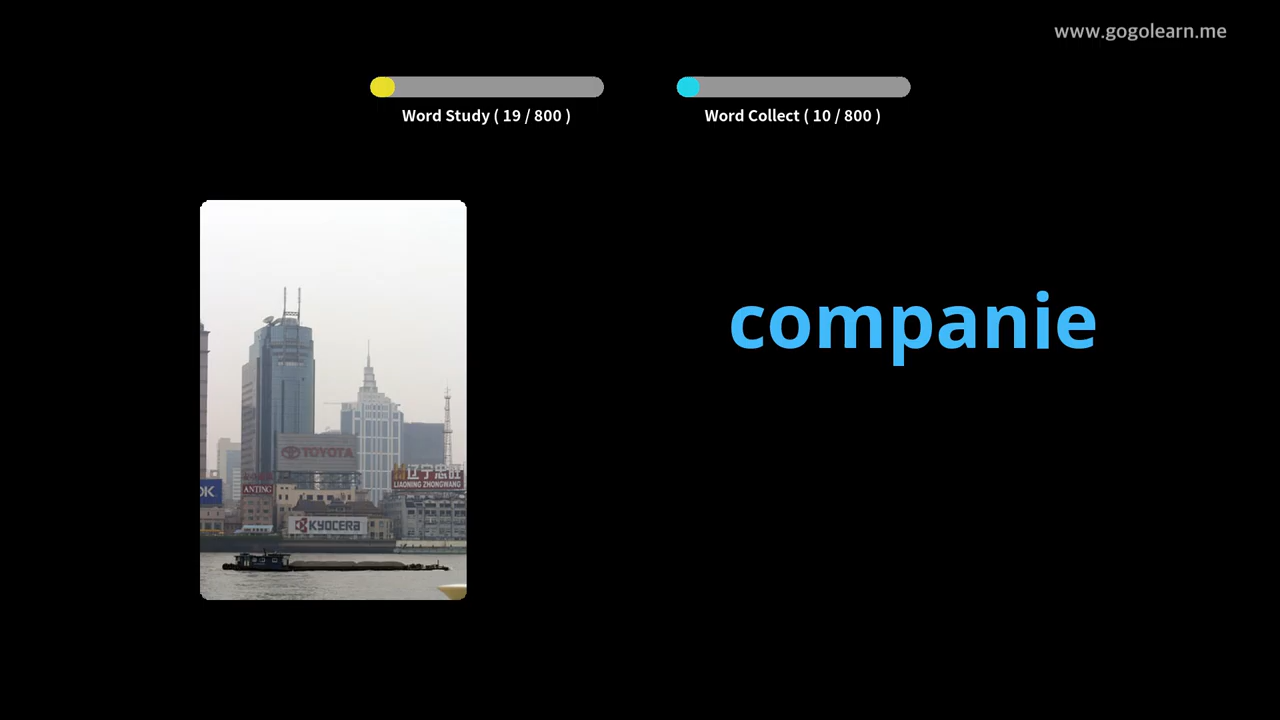 www.gogolearn.me
Word Study ( 19 / 800 )
Word Collect ( 10 / 800 )
companie
TOYOTA
辽宁忠旺
LIAONING ZHONGWANG
OK
ANTING
KYOCERA